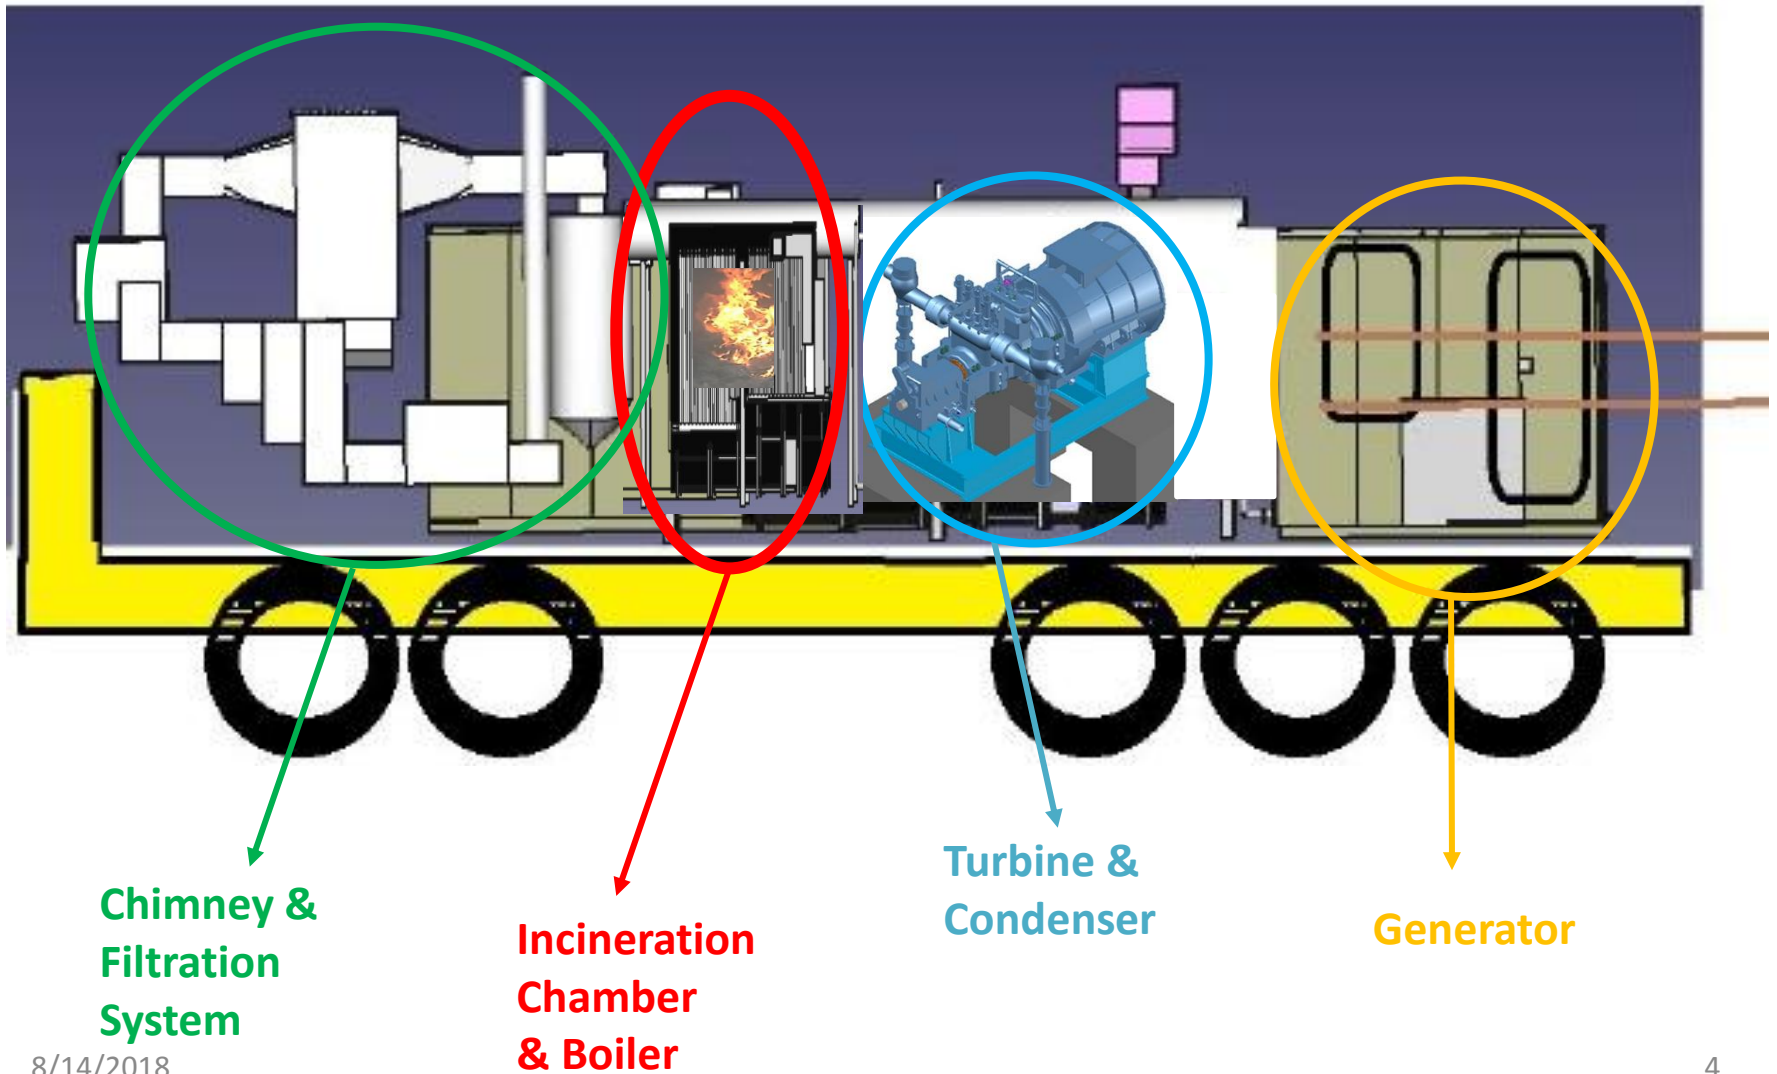 Chimney &
Filtration
System
Incineration
Chamber
& Boiler
Turbine &
Condenser
Generator
8/14/2018
4